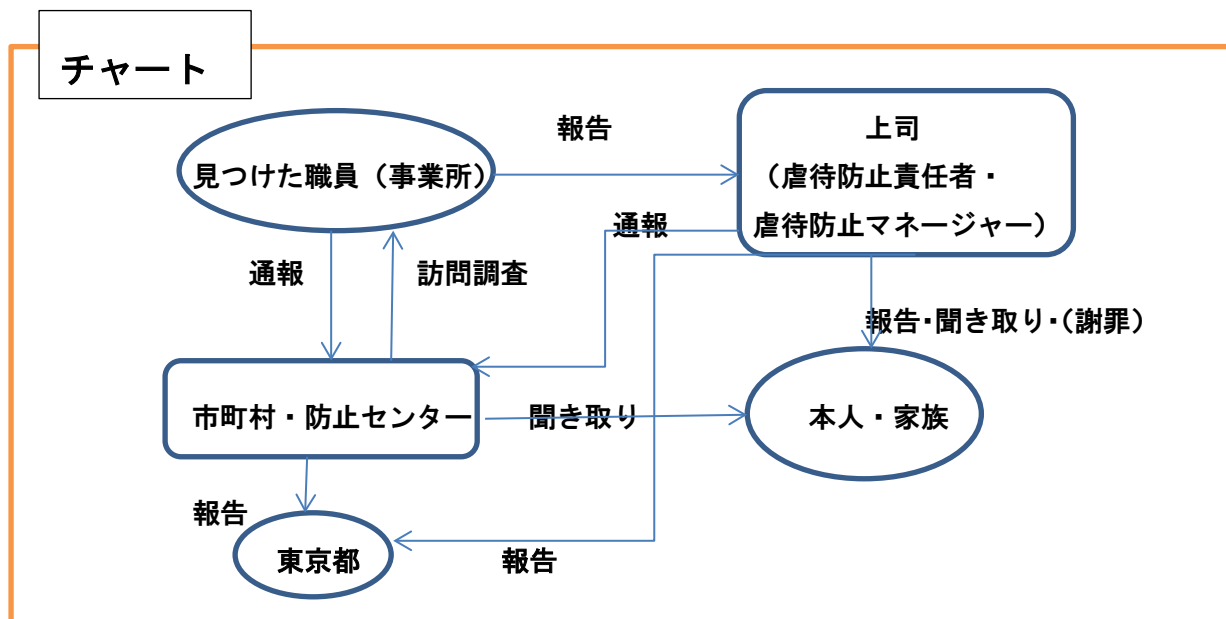 チャート
報告
上司
見つけた職員（事業所）
（虐待防止責任者・
虐待防止マネージャー）
通報
通報
訪問調査
報告・聞き取り・（謝罪）
市町村・防止センター
聞き取り
本人・家族
報告
東京都
報告